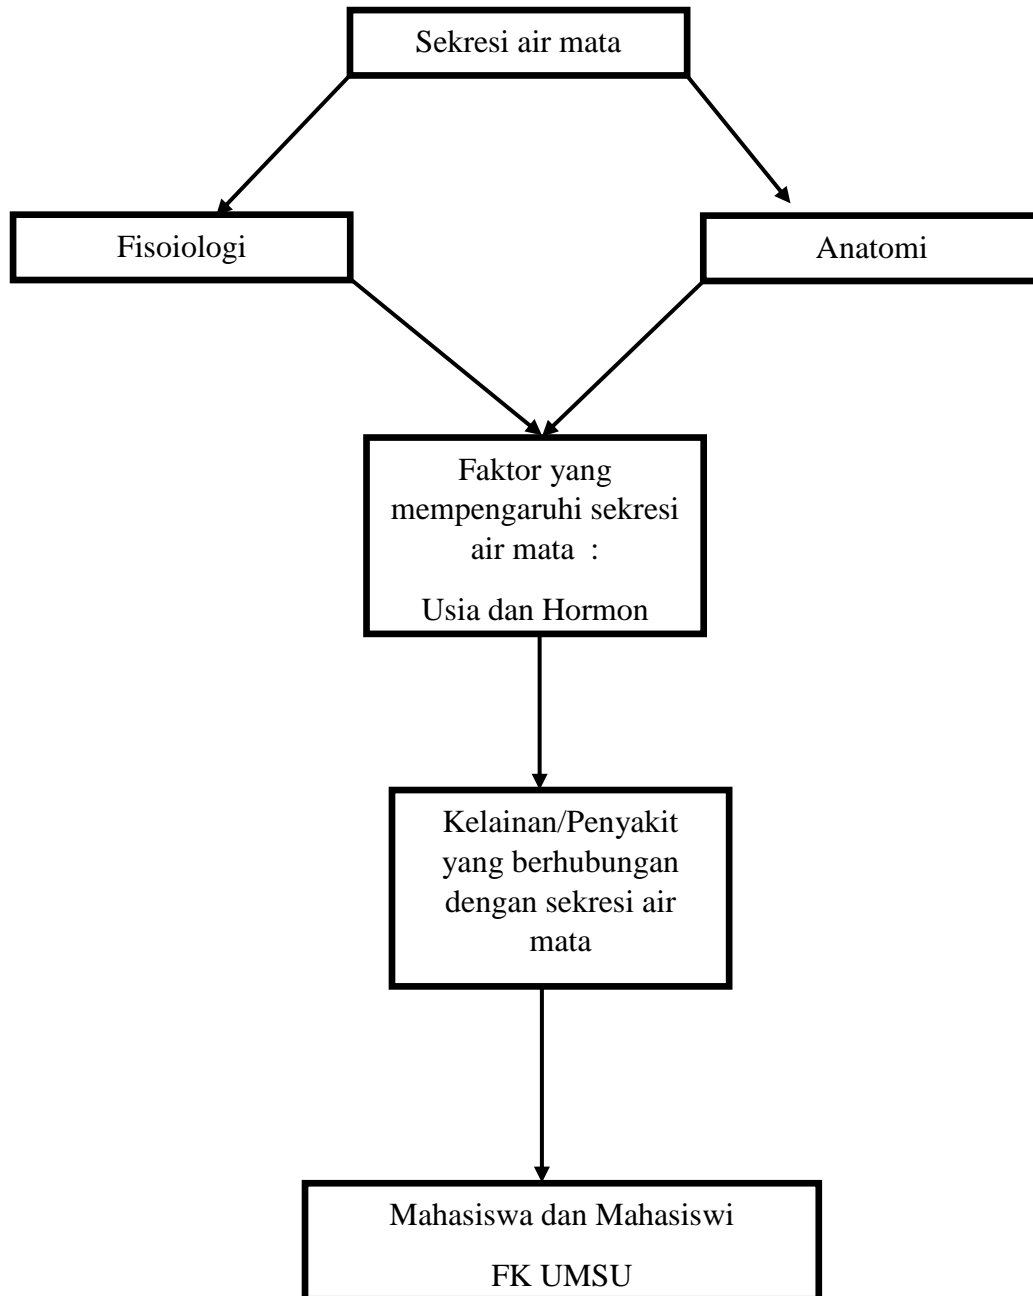 Sekresi air mata
Fisoiologi
Anatomi
Faktor yang
mempengaruhi sekresi
air mata  :
Usia dan Hormon
Kelainan/Penyakit
yang berhubungan
dengan sekresi air
mata
Mahasiswa dan Mahasiswi
FK UMSU